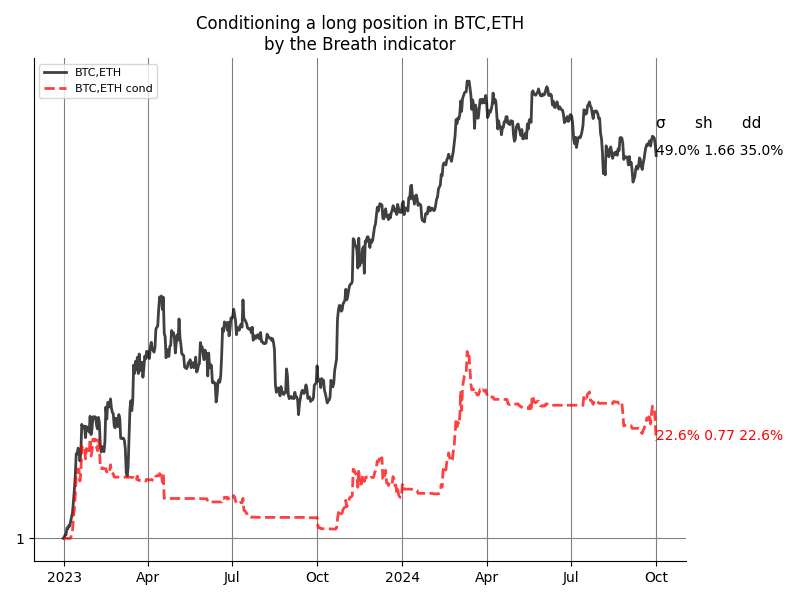 Conditioning a long position in BTC,ETH
by the Breath indicator
BTC,ETH
BTC,ETH cond
σ sh dd
49.0% 1.66 35.0%
22.6% 0.77 22.6%
1
2023 Apr Jul Oct 2024 Apr Jul Oct